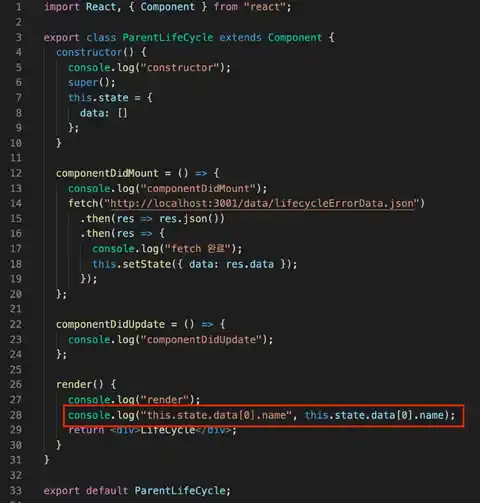 1 import React, { Component } from "react";
2
3 export class ParentLifeCycle extends Component {
4   constructor() {
5     console.log("constructor");
6     super();
7     this.state = {
8       data: []
9     };
10   }
11
12   componentDidMount = () => {
13     console.log("componentDidMount");
14     fetch("http://localhost:3001/data/lifecycleErrorData.json")
15       .then(res => res.json())
16       .then(res => {
17         console.log("fetch 완료");
18         this.setState({ data: res.data });
19       });
20   };
21
22   componentDidUpdate = () => {
23     console.log("componentDidUpdate");
24   };
25
26   render() {
27     console.log("render");
28     console.log("this.state.data[0].name", this.state.data[0].name);
29     return <div>LifeCycle</div>;
30   }
31 }
32
33 export default ParentLifeCycle;